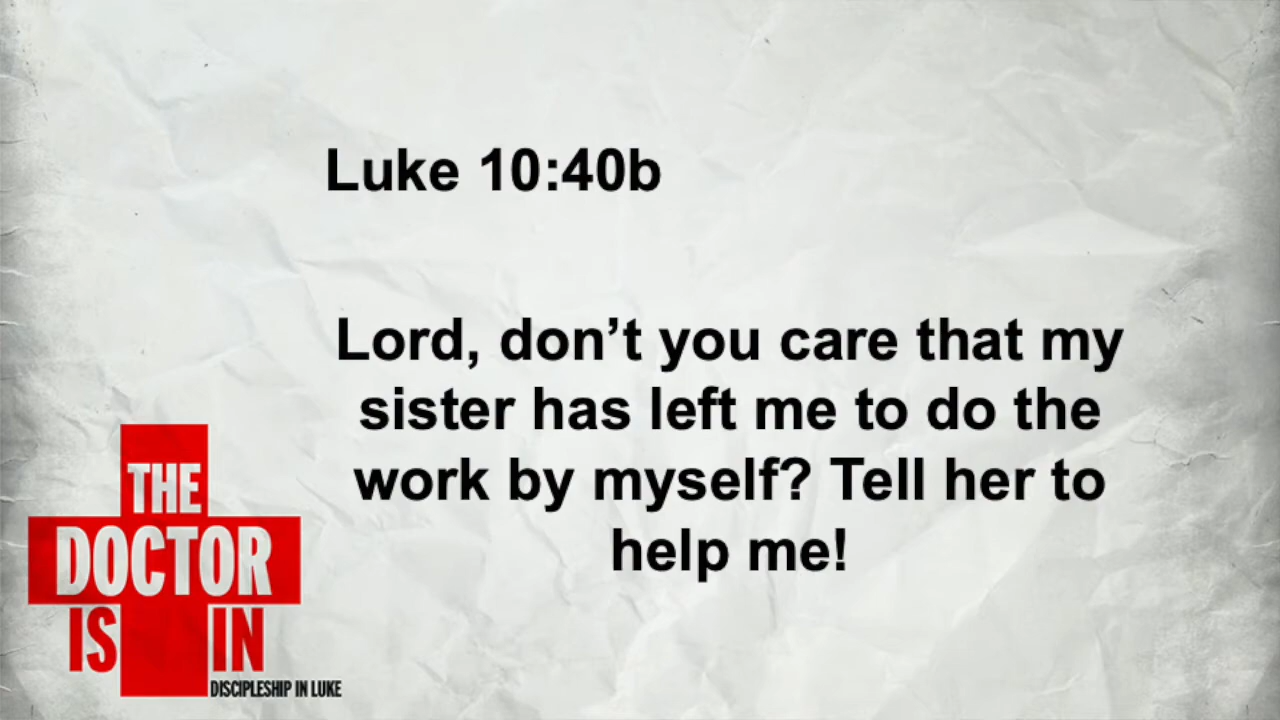 Luke 10:40b
Lord, don’t you care that my
sister has left me to do the
work by myself? Tell her to
help me!
THE
DOCTOR
IS IN
DISCIPLESHIP IN LUKE